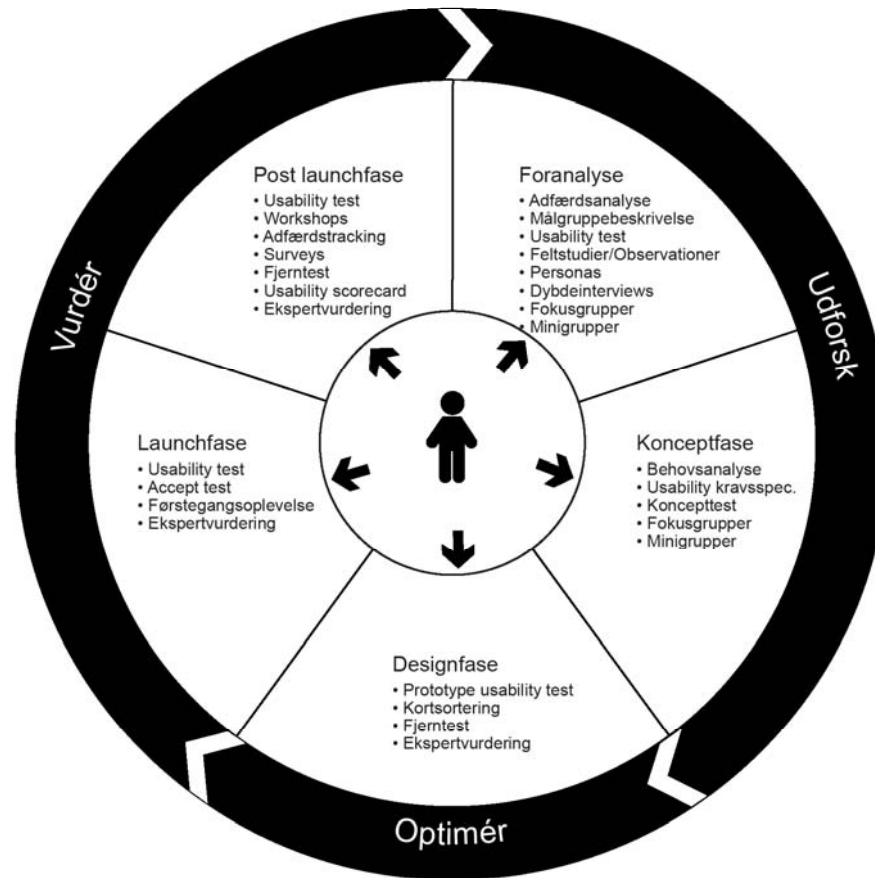 Post launchfase
• Usability test
• Workshops
• Adfærdstracking
• Surveys
• Fjerntest
• Usability scorecard
• Ekspertvurdering
Foranalyse
• Adfærdsanalyse
• Målgruppebeskrivelse
• Usability test
• Feltstudier/Observationer
• Personas
• Dybdeinterviews
• Fokusgrupper
• Minigrupper
Vurdér
Udforsk
Launchfase
• Usability test
• Accept test
• Førstegangsoplevelse
• Ekspertvurdering
Konceptfase
• Behovsanalyse
• Usability kravsspec.
• Koncepttest
• Fokusgrupper
• Minigrupper
Designfase
• Prototype usability test
• Kortsortering
• Fjerntest
• Ekspertvurdering
Optimér